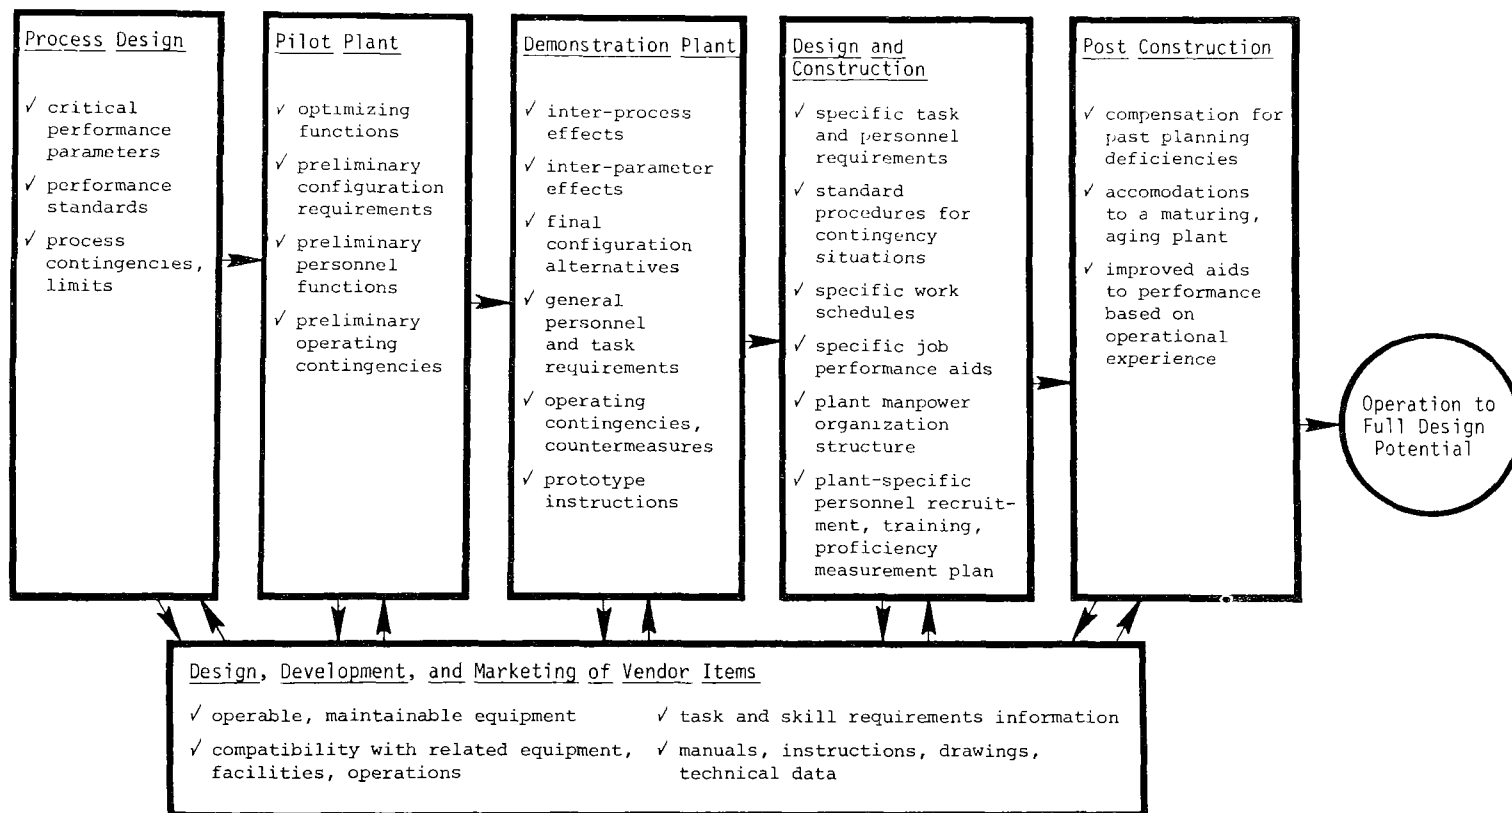 Process Design
✓ critical
performance
parameters
✓ performance
standards
✓ process
contingencies,
limits
Pilot Plant
✓ optimizing
functions
✓ preliminary
configuration
requirements
✓ preliminary
personnel
functions
✓ preliminary
operating
contingencies
Demonstration Plant
✓ inter-process
effects
✓ inter-parameter
effects
✓ final
configuration
alternatives
✓ general
personnel
and task
requirements
✓ operating
contingencies,
countermeasures
✓ prototype
instructions
Design and
Construction
✓ specific task
and personnel
requirements
✓ standard
procedures for
contingency
situations
✓ specific work
schedules
✓ specific job
performance aids
✓ plant manpower
organization
structure
✓ plant-specific
personnel recruit-
ment, training,
proficiency
measurement plan
Post Construction
✓ compensation for
past planning
deficiencies
✓ accomodations
to a maturing,
aging plant
✓ improved aids
to performance
based on
operational
experience
Operation to
Full Design
Potential
Design, Development, and Marketing of Vendor Items
✓ operable, maintainable equipment
✓ compatibility with related equipment,
facilities, operations
✓ task and skill requirements information
✓ manuals, instructions, drawings,
technical data